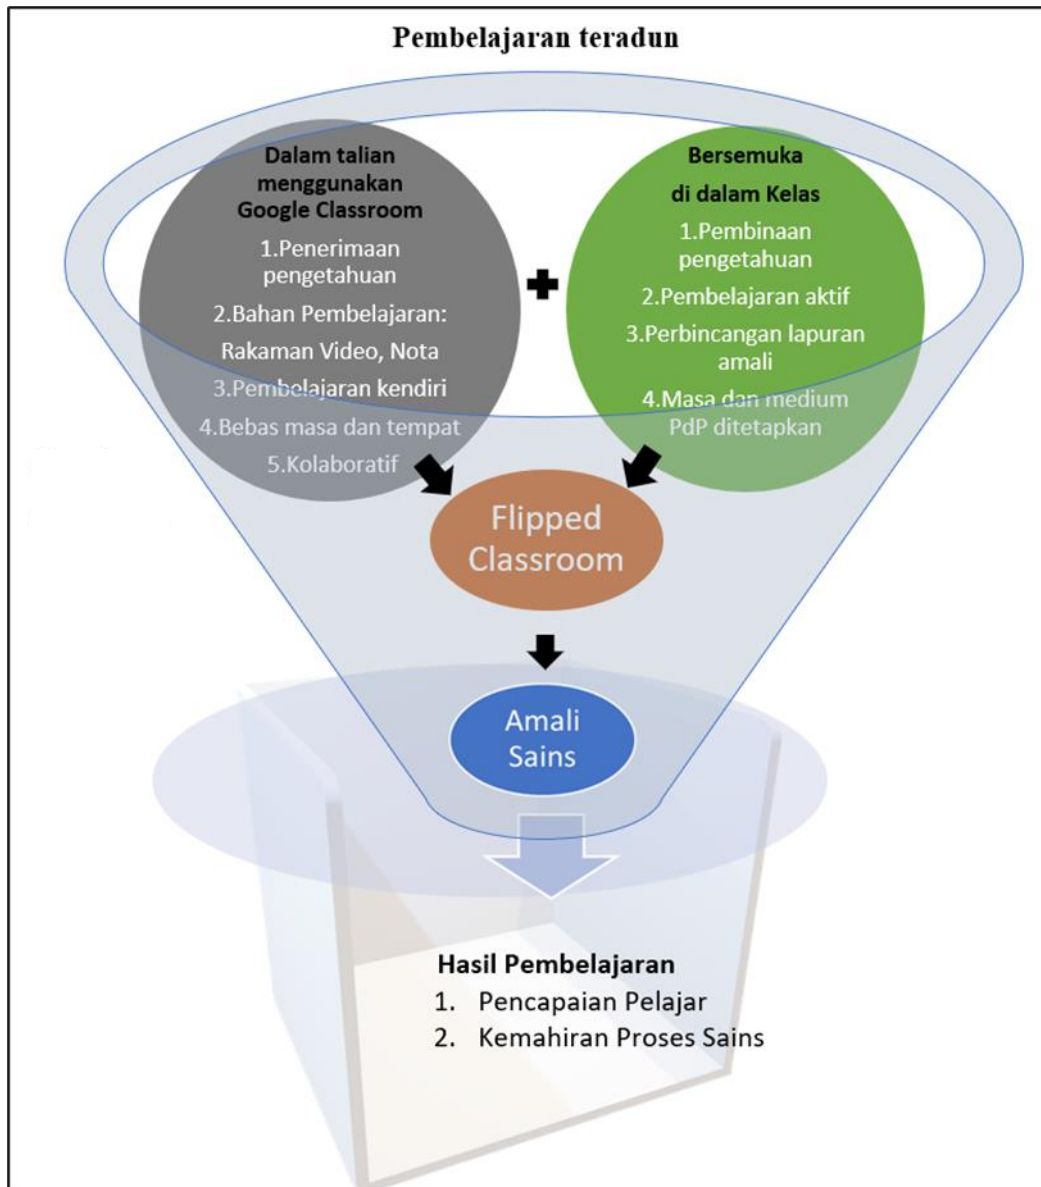 Pembelajaran teradun
Dalam talian
menggunakan
Google Classroom
1.Penerimaan
pengetahuan
2.Bahan Pembelajaran:
Rakaman Video, Nota
3.Pembelajaran kendiri
4.Bebas masa dan tempat
5.Kolaboratif
Bersemuka
di dalam Kelas
1.Pembinaan
pengetahuan
2.Pembelajaran aktif
3.Perbincangan lapuran
amali
4.Masa dan medium
PdP ditetapkan
Flipped
Classroom
Amali
Sains
Hasil Pembelajaran
1. Pencapaian Pelajar
2. Kemahiran Proses Sains